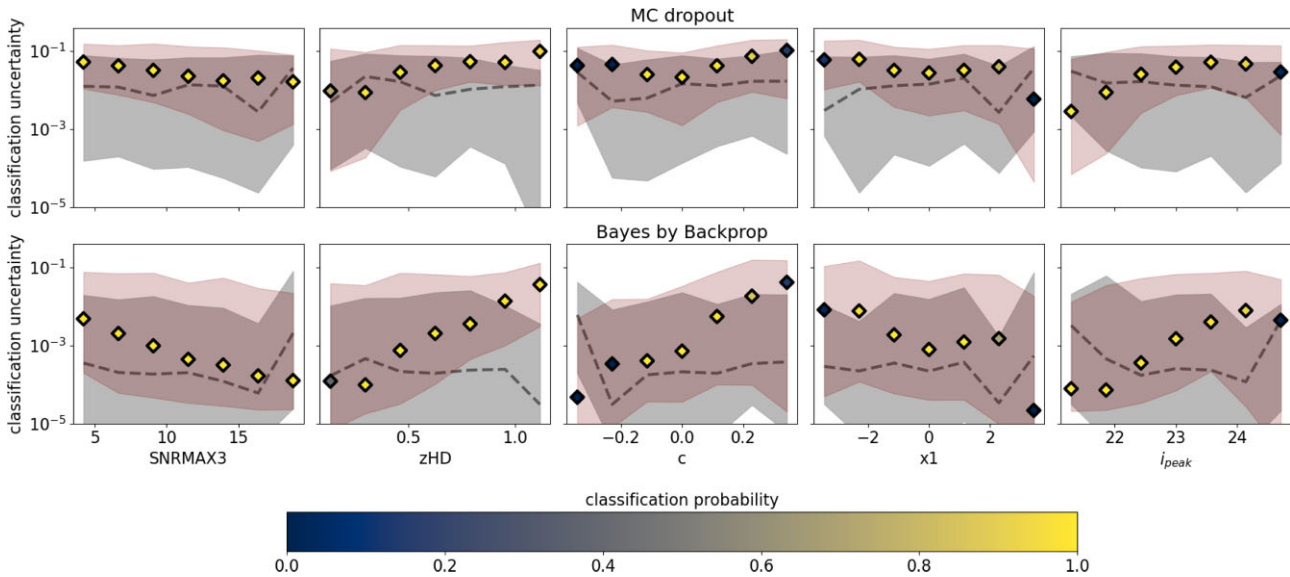 MC dropout
classification uncertainty
10⁻¹
10⁻³
10⁻⁵
Bayes by Backprop
classification uncertainty
10⁻¹
10⁻³
10⁻⁵
5 10 15 0.5 1.0 −0.2 0.0 0.2 −2 0 2 22 23 24
SNRMAX3 zHD c x1 i_peak
classification probability
0.0 0.2 0.4 0.6 0.8 1.0